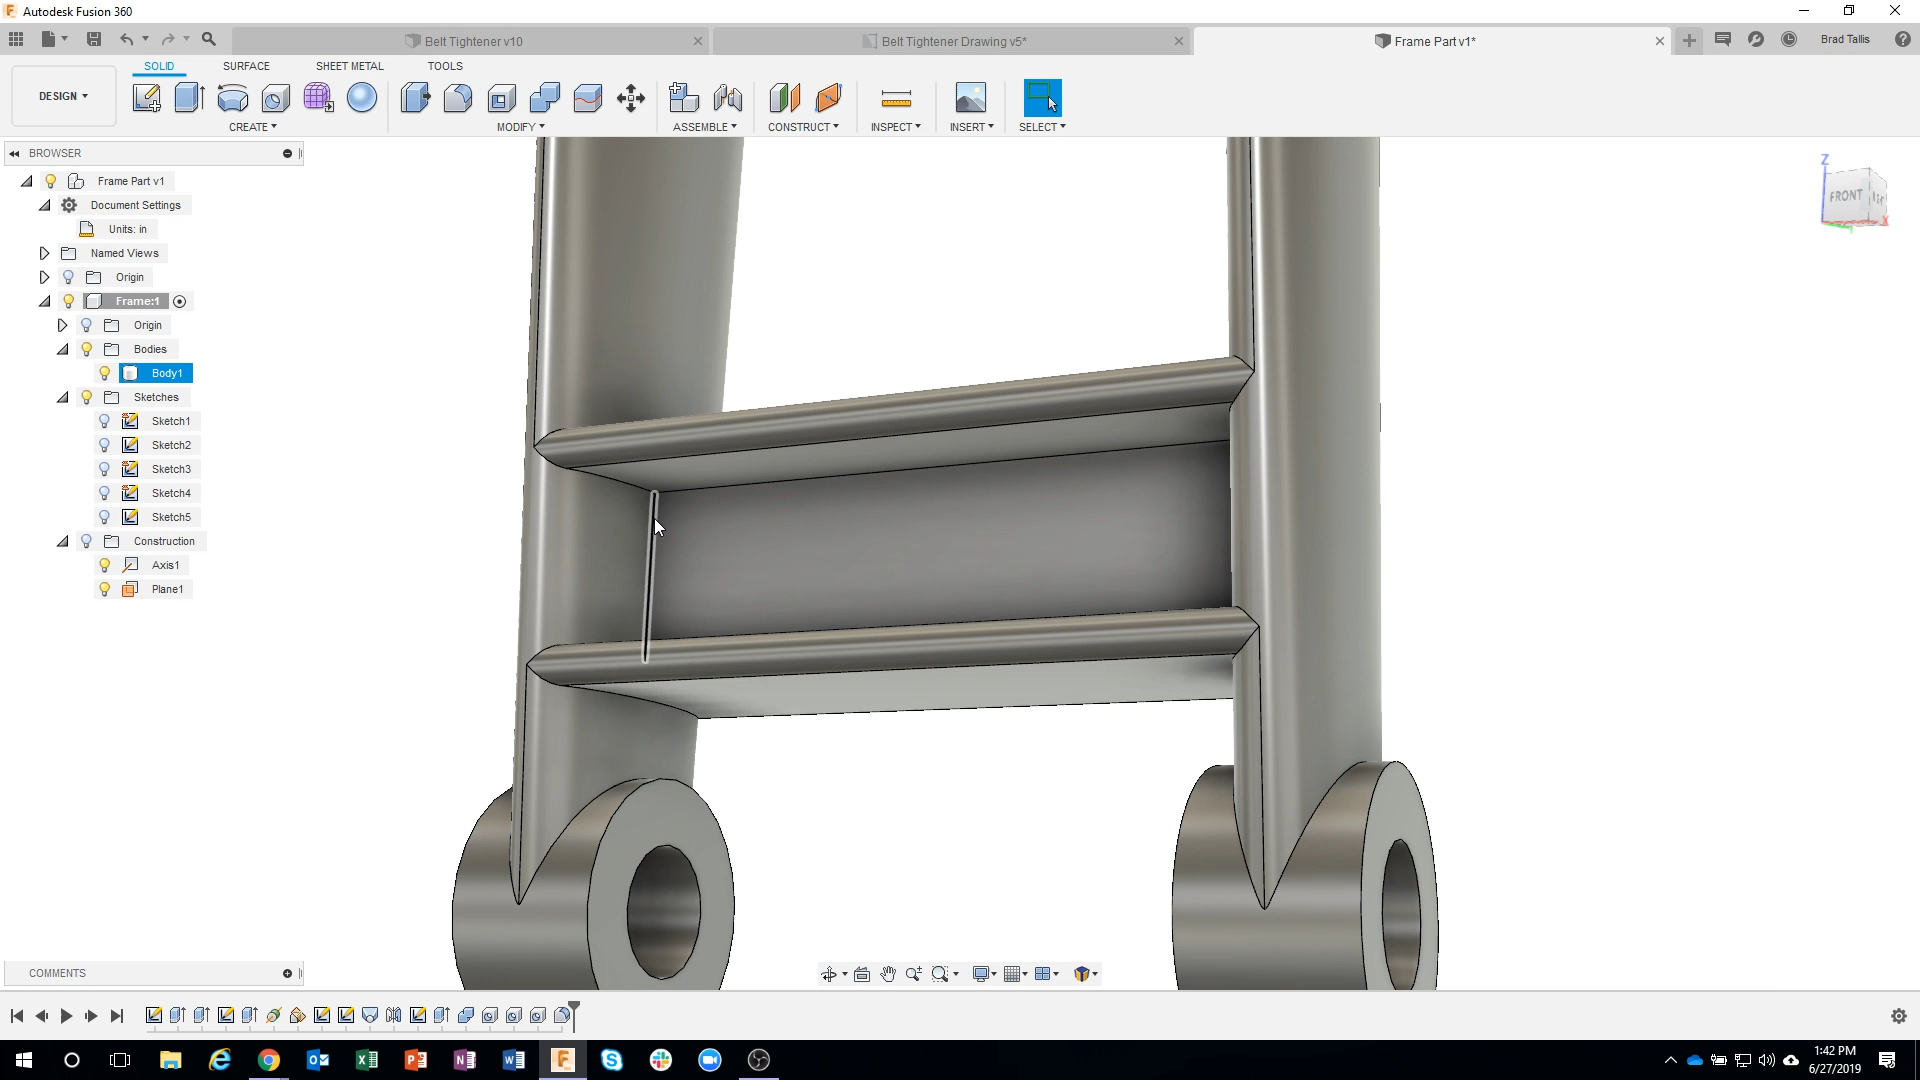 Autodesk Fusion 360
Belt Tightener v10
Belt Tightener Drawing v5*
Frame Part v1*
Brad Tallis
DESIGN
SOLID
SURFACE
SHEET METAL
TOOLS
CREATE
MODIFY
ASSEMBLE
CONSTRUCT
INSPECT
INSERT
SELECT
BROWSER
Frame Part v1
Document Settings
Units: in
Named Views
Origin
Frame:1
Origin
Bodies
Body1
Sketches
Sketch1
Sketch2
Sketch3
Sketch4
Sketch5
Construction
Axis1
Plane1
Z
FRONT
X
COMMENTS
1:42 PM
6/27/2019